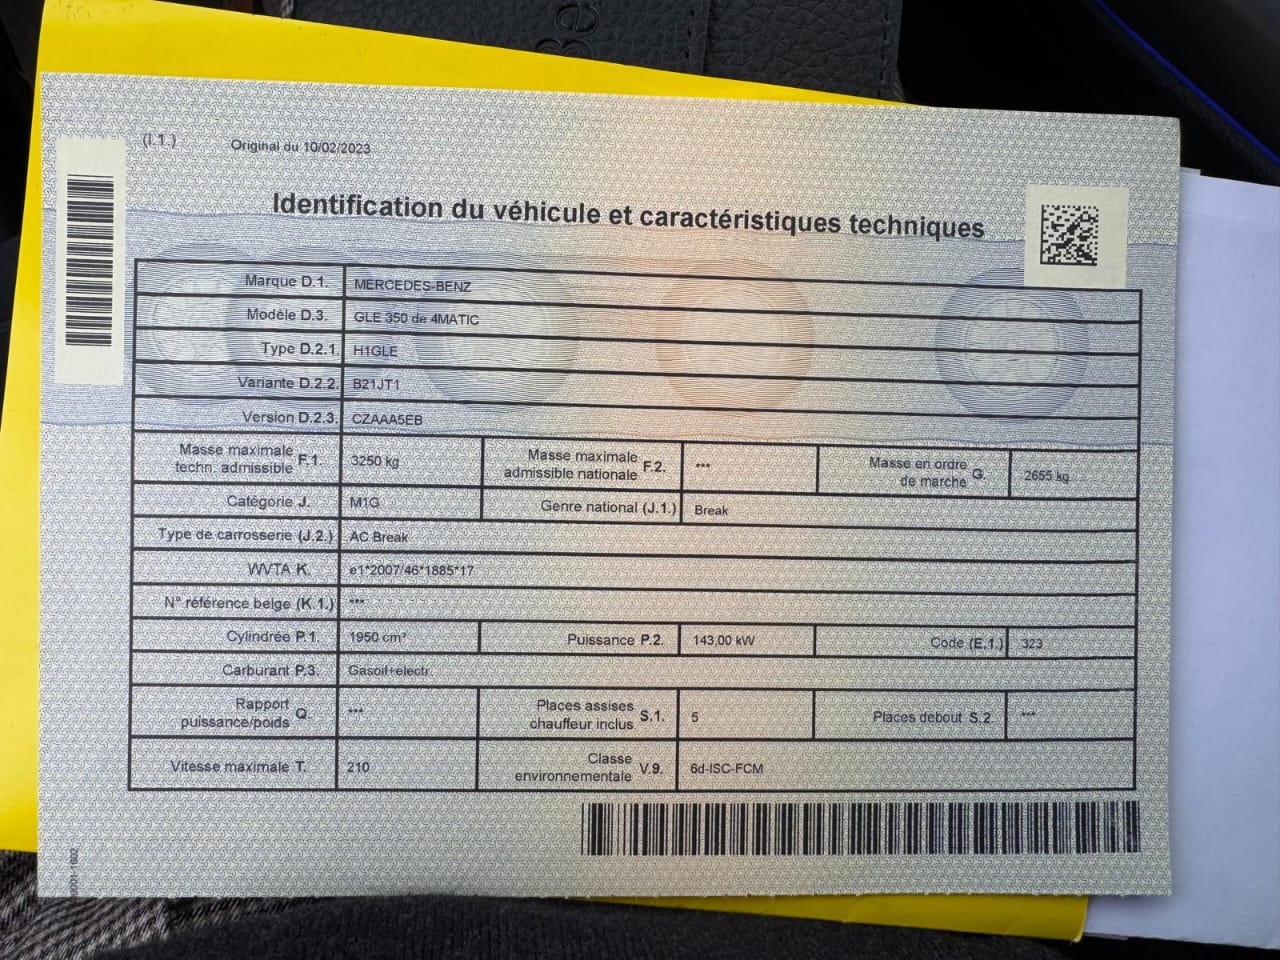 Be
(I.1.)
Original du 10/02/2023
Identification du véhicule et caractéristiques techniques
Marque D.1. MERCEDES-BENZ
Modèle D.3. GLE 350 de 4MATIC
Type D.2.1. H1GLE
Variante D.2.2. B21JT1
Version D.2.3. CZAAA5EB
Masse maximale techn. admissible F.1. 3250 kg Masse maximale admissible nationale F.2. *** Masse en ordre de marche G. 2655 kg
Catégorie J. M1G Genre national (J.1.) Break
Type de carrosserie (J.2.) AC Break
WVTA K. e1*2007/46*1885*17
N° référence belge (K.1.) ***
Cylindrée P.1. 1950 cm³ Puissance P.2. 143,00 kW Code (E.1.) 323
Carburant P.3. Gasoil+électr.
Rapport puissance/poids Q. *** Places assises chauffeur inclus S.1. 5 Places debout S.2. ***
Vitesse maximale T. 210 Classe environnementale V.9. 6d-ISC-FCM